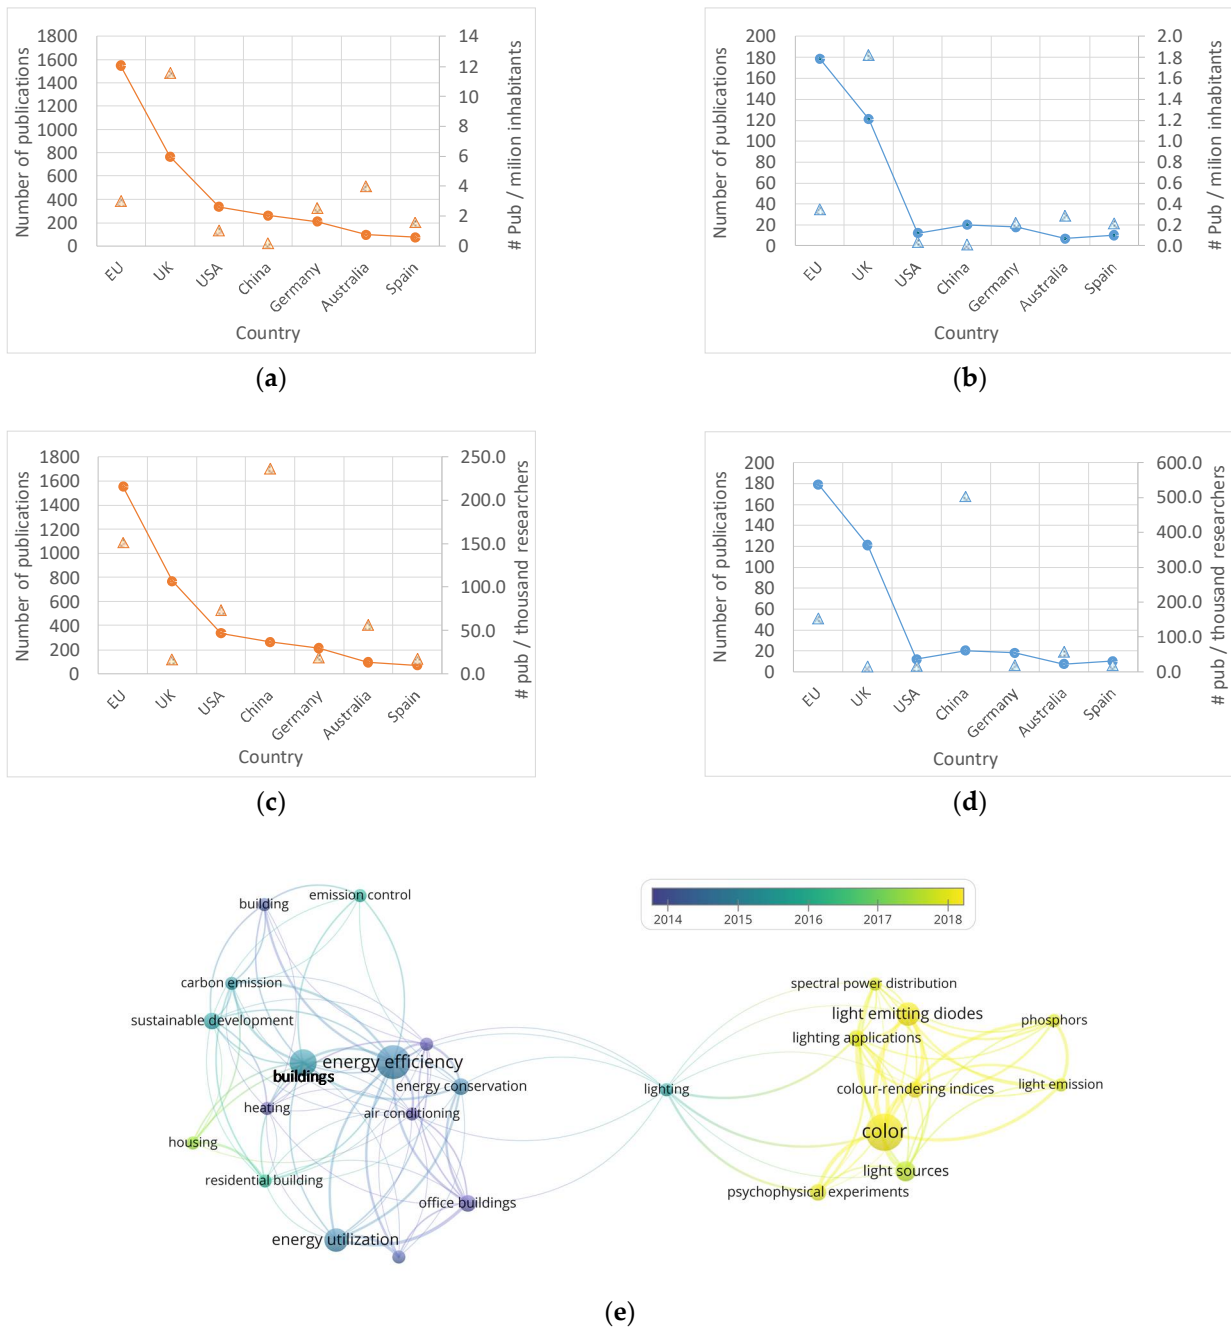 Number of publications
1800
1600
1400
1200
1000
800
600
400
200
0
14
12
10
8
6
4
2
0
# Pub / milion inhabitants
EU
UK
USA
China
Germany
Australia
Spain
Country
(a)
Number of publications
200
180
160
140
120
100
80
60
40
20
0
2.0
1.8
1.6
1.4
1.2
1.0
0.8
0.6
0.4
0.2
0.0
# Pub / milion inhabitants
EU
UK
USA
China
Germany
Australia
Spain
Country
(b)
Number of publications
1800
1600
1400
1200
1000
800
600
400
200
0
250.0
200.0
150.0
100.0
50.0
0.0
# pub / thousand researchers
EU
UK
USA
China
Germany
Australia
Spain
Country
(c)
Number of publications
200
180
160
140
120
100
80
60
40
20
0
600.0
500.0
400.0
300.0
200.0
100.0
0.0
# pub / thousand researchers
EU
UK
USA
China
Germany
Australia
Spain
Country
(d)
building
emission control
carbon emission
sustainable development
energy efficiency
buildings
energy conservation
heating
air conditioning
housing
residential building
office buildings
energy utilization
lighting
2014 2015 2016 2017 2018
spectral power distribution
light emitting diodes
phosphors
lighting applications
colour-rendering indices
light emission
color
light sources
psychophysical experiments
(e)